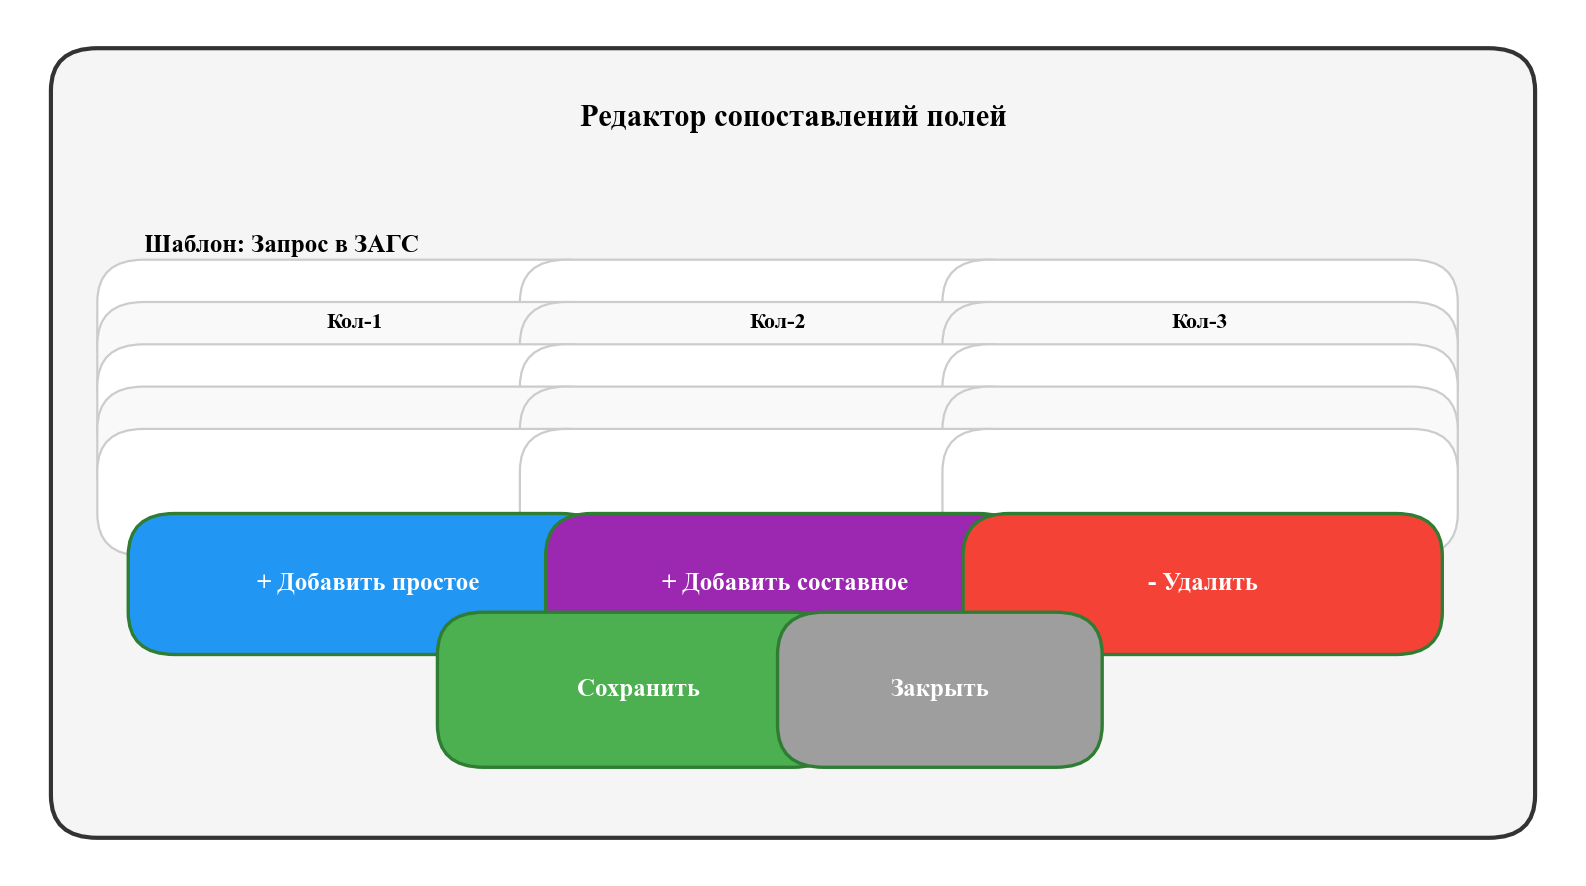 Редактор сопоставлений полей
Шаблон: Запрос в ЗАГС
Кол-1 Кол-2 Кол-3
+ Добавить простое + Добавить составное - Удалить
Сохранить Закрыть